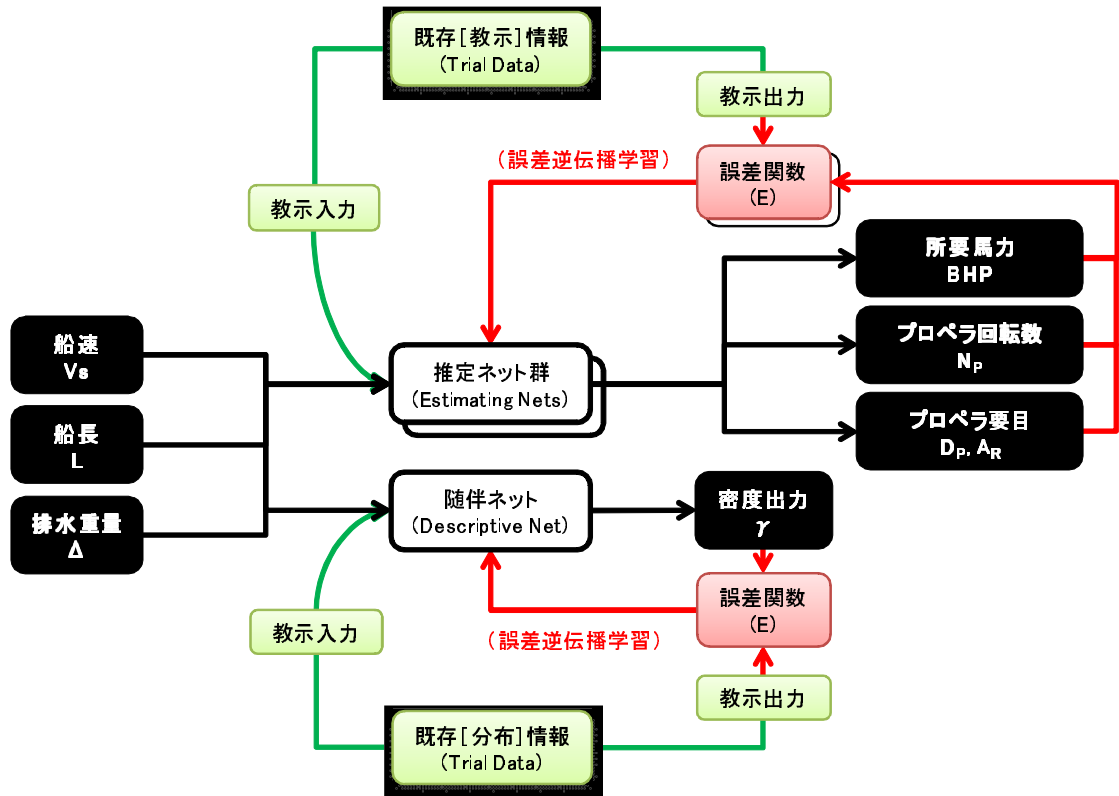 既存[教示]情報
(Trial Data)
教示出力
(誤差逆伝播学習)
誤差関数
(E)
教示入力
所要馬力
BHP
船速
Vs
プロペラ回転数
NP
推定ネット群
(Estimating Nets)
船長
L
プロペラ要目
DP, AR
随伴ネット
(Descriptive Net)
密度出力
γ
排水重量
Δ
誤差関数
(E)
教示入力
(誤差逆伝播学習)
教示出力
既存[分布]情報
(Trial Data)